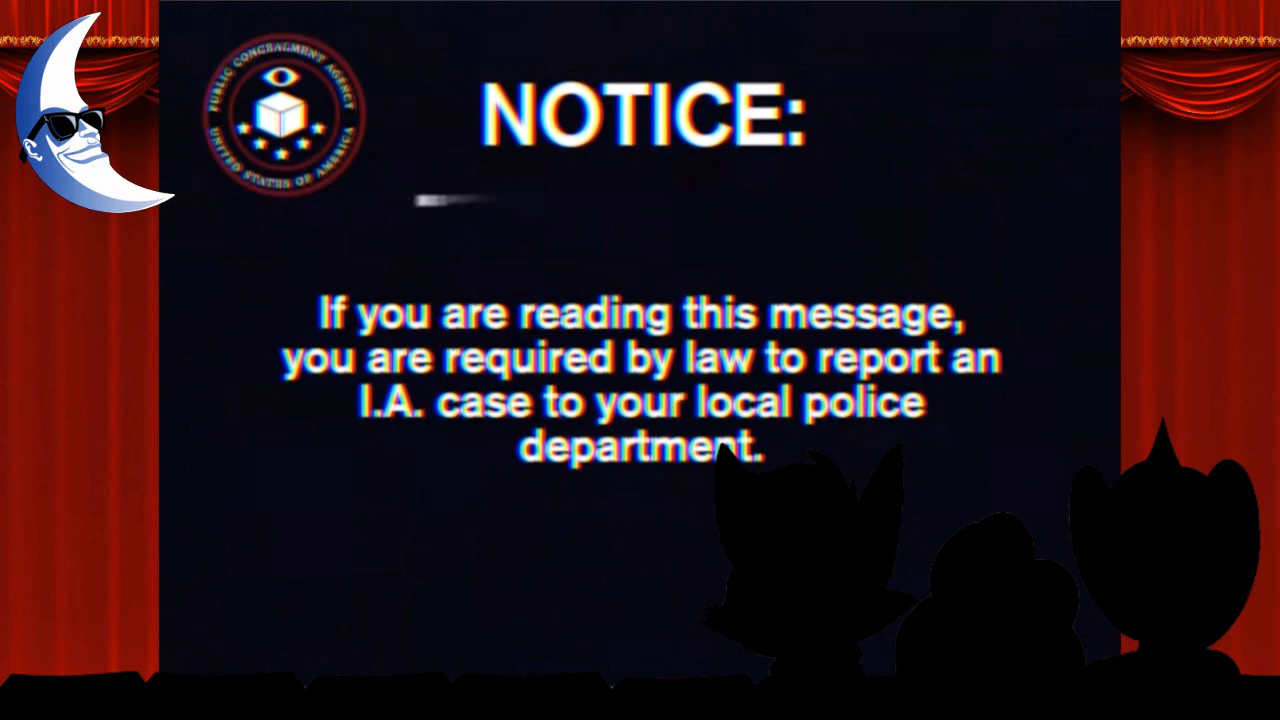 PUBLIC CONCEALMENT AGENCY
UNITED STATES OF AMERICA
NOTICE:
If you are reading this message,
you are required by law to report an
I.A. case to your local police
department.